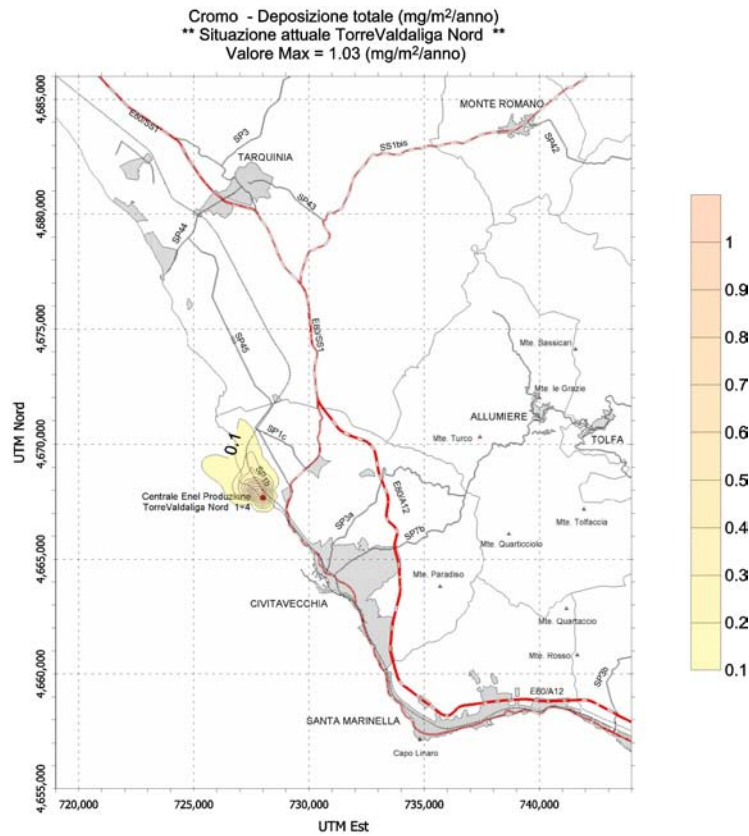 Cromo - Deposizione totale (mg/m²/anno)
** Situazione attuale TorreValdaliga Nord **
Valore Max = 1.03 (mg/m²/anno)
4,685,000
MONTE ROMANO
E80/SS1
SP3
SS1bis
SP42
TARQUINIA
SP43
4,680,000
SP44
1
0.9
0.8
0.7
0.6
0.5
0.4
0.3
0.2
0.1
4,675,000
E80/SS1
SP45
Mte. Sassicari
Mte. le Grazie
ALLUMIERE
TOLFA
Mte. Turco
UTM Nord
4,670,000
0.1
SP1c
SP1b
Centrale Enel Produzione
TorreValdaliga Nord 1÷4
E80/A12
SP3a
SP7b
Mte. Tolfaccia
Mte. Quarticciolo
4,665,000
Mte. Paradiso
CIVITAVECCHIA
Mte. Quartaccio
Mte. Rosso
4,660,000
SP3b
E80/A12
SANTA MARINELLA
Capo Linaro
4,655,000
720,000
725,000
730,000
735,000
740,000
UTM Est